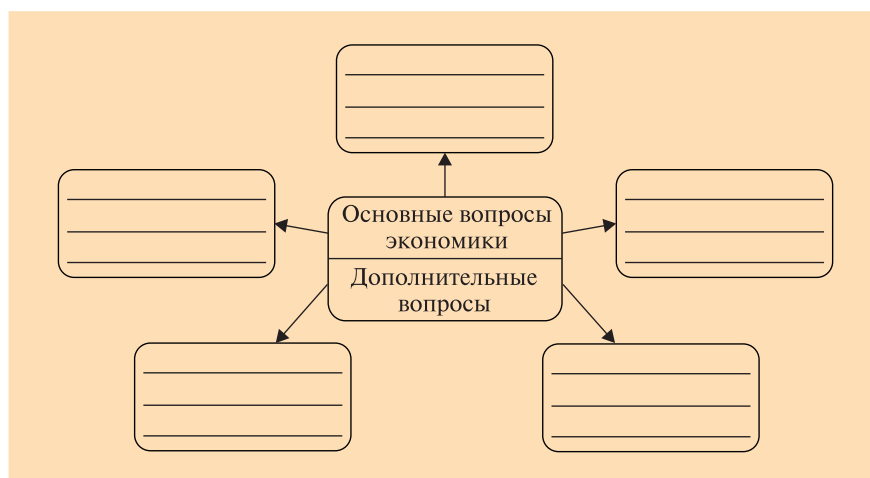 Основные вопросы
экономики
Дополнительные
вопросы